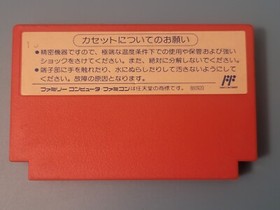 カセットについてのお願い
●精密機器ですので、極端な温度条件下での使用や保管および強い
ショックをさけてください。また、絶対に分解しないでください。
●端子部に手を触れたり、水にぬらしたりして汚さないようにして
ください。故障の原因となります。
ファミリーコンピュータ・ファミコンは任天堂の商標です。
FF